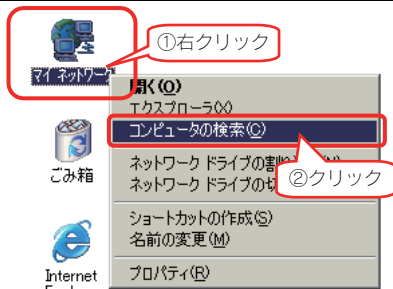 ①右クリック
マイ ネットワーク
開く(O)
エクスプローラ(X)
コンピュータの検索(C)
ごみ箱
ネットワーク ドライブの割
ネットワーク ドライブの切
②クリック
ショートカットの作成(S)
名前の変更(M)
Internet
プロパティ(R)